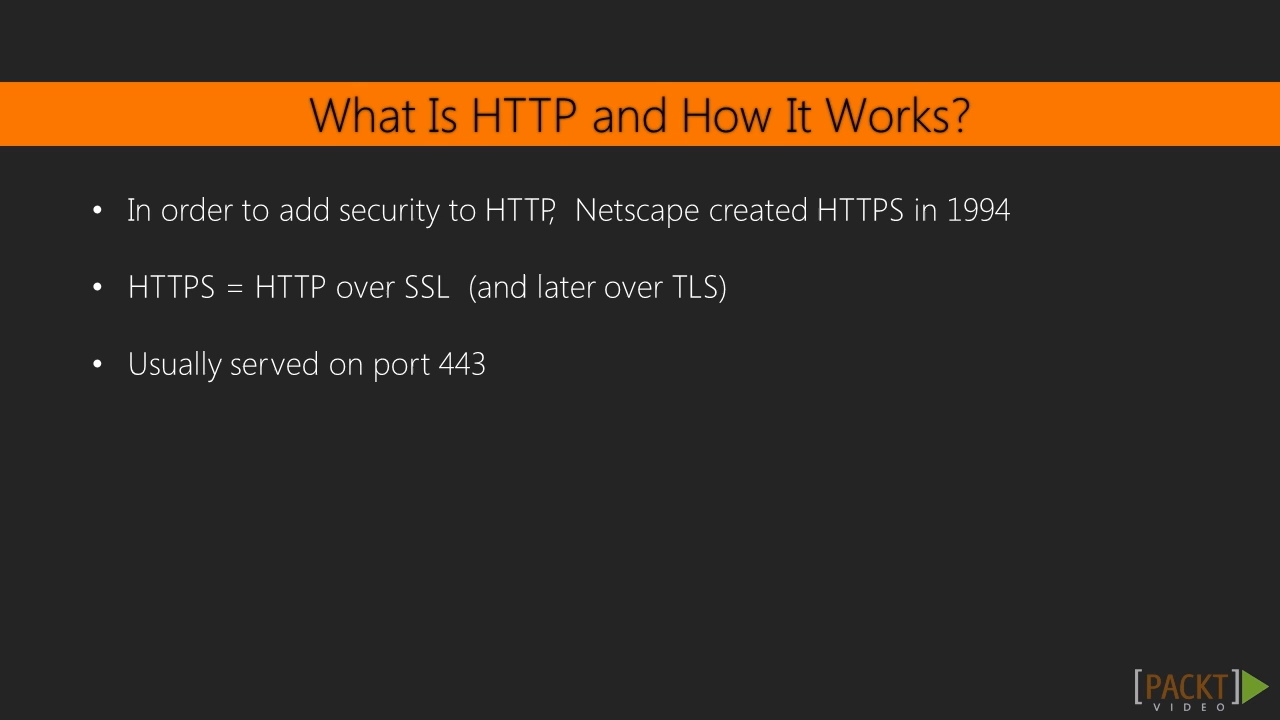 What Is HTTP and How It Works?
• In order to add security to HTTP, Netscape created HTTPS in 1994
• HTTPS = HTTP over SSL (and later over TLS)
• Usually served on port 443
[PACKT]
VIDEO